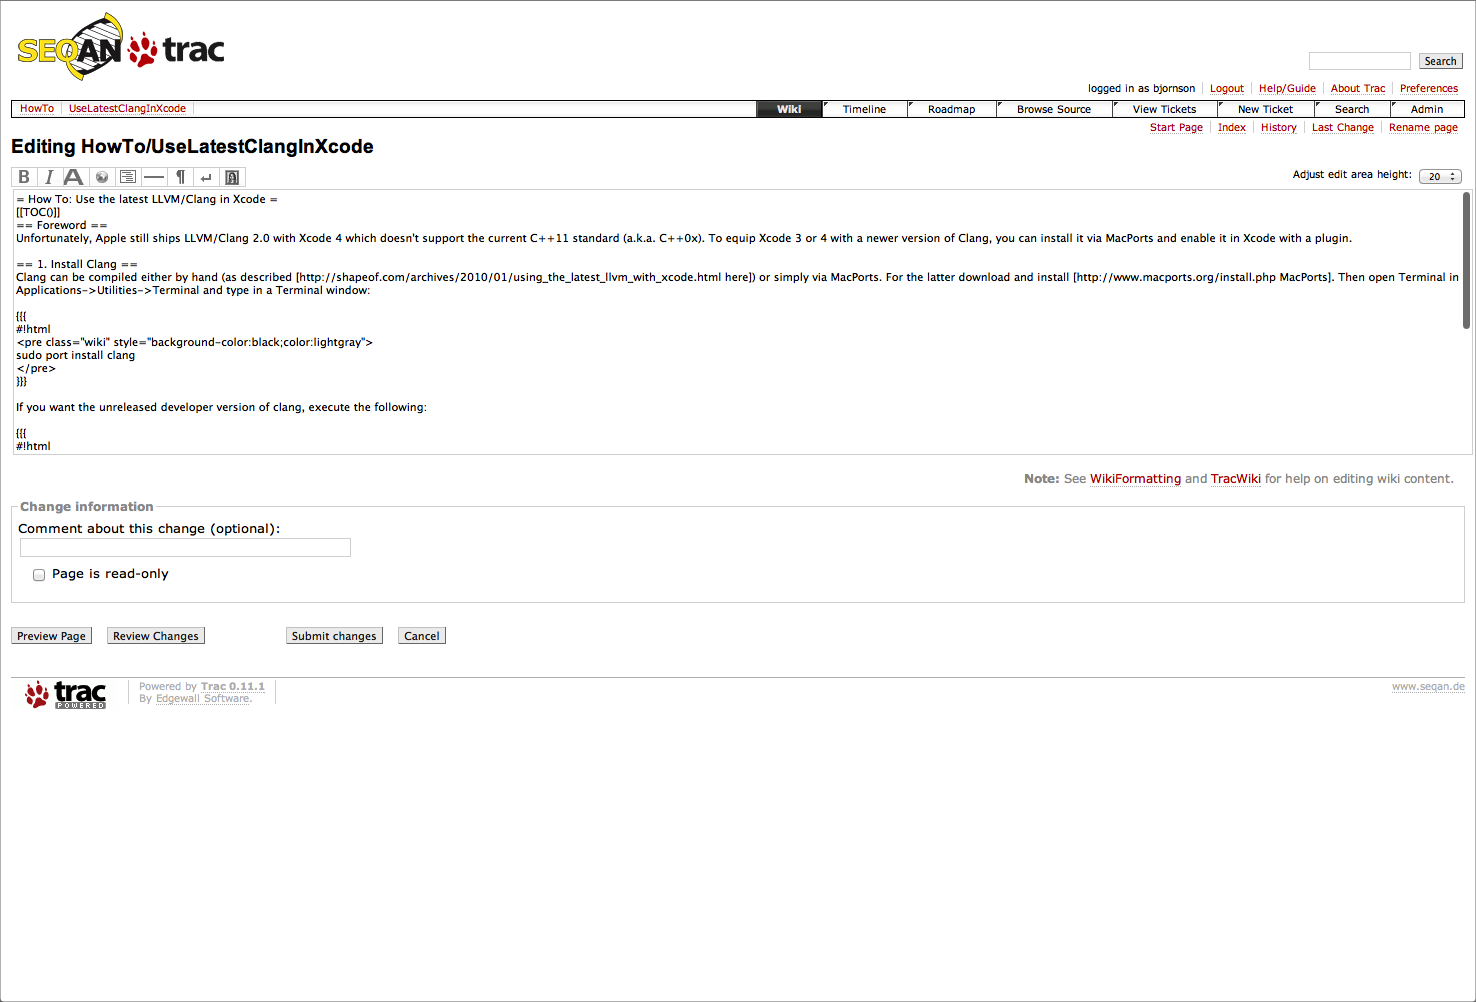 SEQAN trac
Search
logged in as bjornson Logout Help/Guide About Trac Preferences
HowTo UseLatestClangInXcode Wiki Timeline Roadmap Browse Source View Tickets New Ticket Search Admin
Start Page Index History Last Change Rename page
Editing HowTo/UseLatestClangInXcode
B I A ¶ ↵
Adjust edit area height: 20
= How To: Use the latest LLVM/Clang in Xcode =
[[TOC()]]
== Foreword ==
Unfortunately, Apple still ships LLVM/Clang 2.0 with Xcode 4 which doesn't support the current C++11 standard (a.k.a. C++0x). To equip Xcode 3 or 4 with a newer version of Clang, you can install it via MacPorts and enable it in Xcode with a plugin.
== 1. Install Clang ==
Clang can be compiled either by hand (as described [http://shapeof.com/archives/2010/01/using_the_latest_llvm_with_xcode.html here]) or simply via MacPorts. For the latter download and install [http://www.macports.org/install.php MacPorts]. Then open Terminal in
Applications->Utilities->Terminal and type in a Terminal window:
{{{
#!html
<pre class="wiki" style="background-color:black;color:lightgray">
sudo port install clang
</pre>
}}}
If you want the unreleased developer version of clang, execute the following:
{{{
#!html
Note: See WikiFormatting and TracWiki for help on editing wiki content.
Change information
Comment about this change (optional):
Page is read-only
Preview Page Review Changes Submit changes Cancel
trac POWERED
Powered by Trac 0.11.1
By Edgewall Software.
www.seqan.de